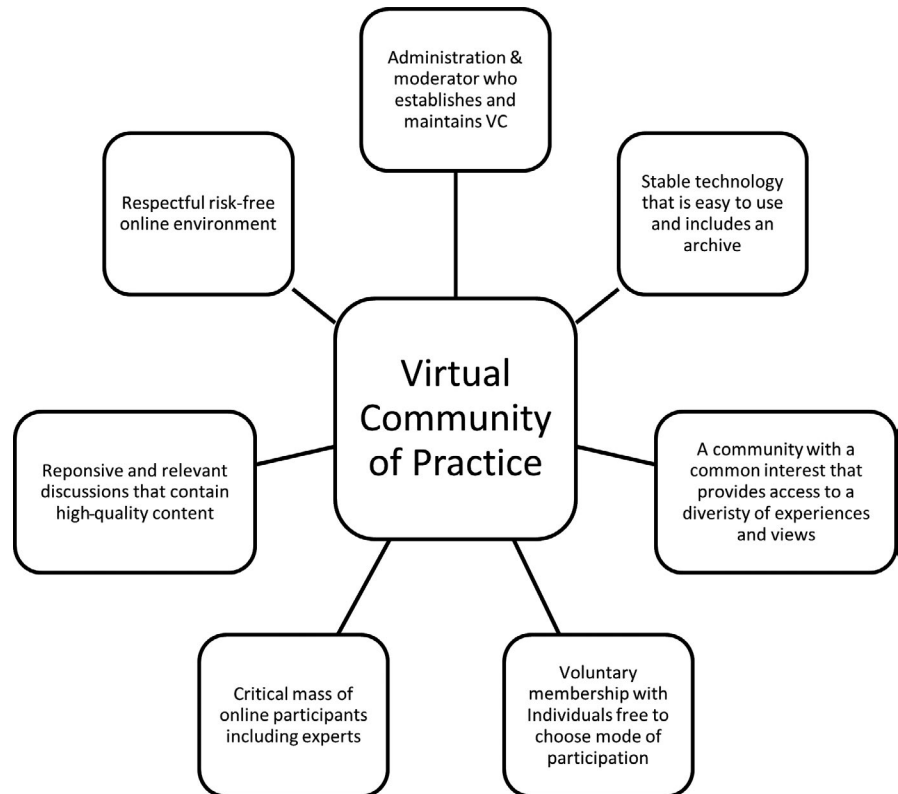 Administration &
moderator who
establishes and
maintains VC
Stable technology
that is easy to use
and includes an
archive
Respectful risk-free
online environment
Virtual
Community
of Practice
A community with a
common interest that
provides access to a
diveristy of experiences
and views
Reponsive and relevant
discussions that contain
high-quality content
Voluntary
membership with
Individuals free to
choose mode of
participation
Critical mass of
online participants
including experts